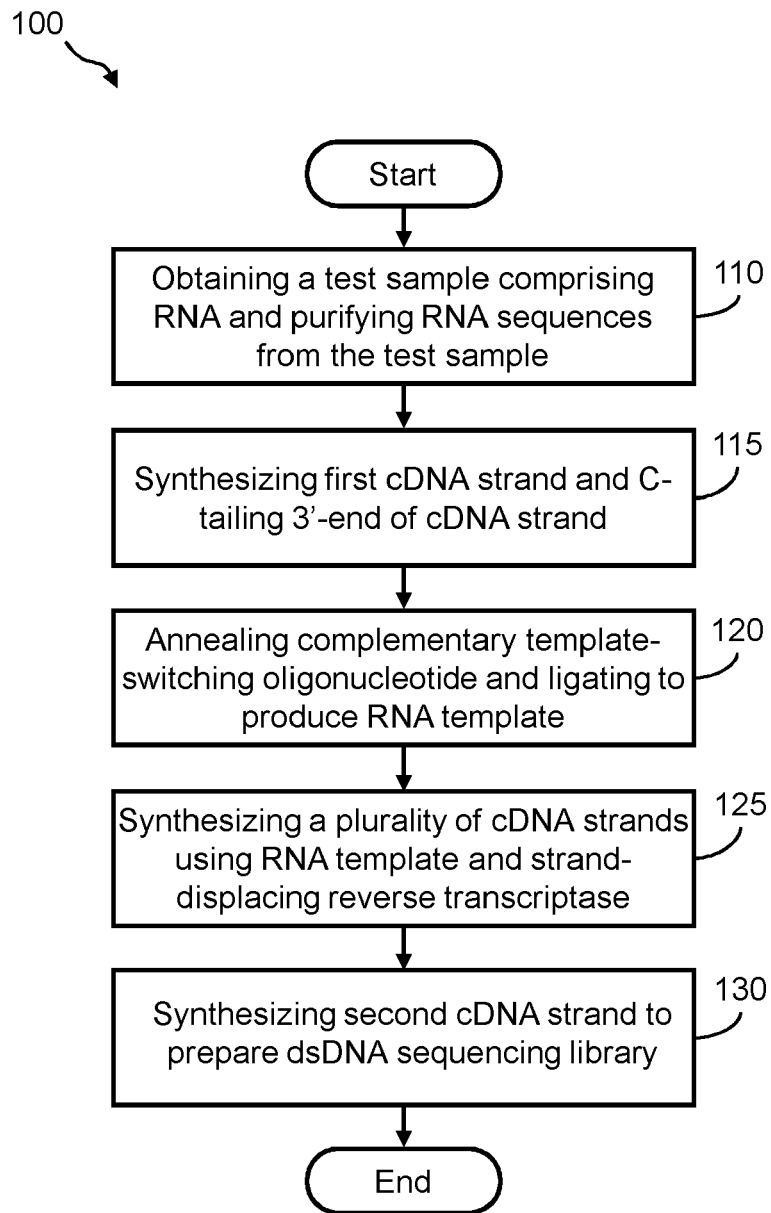 100
Start
Obtaining a test sample comprising
RNA and purifying RNA sequences
from the test sample
110
Synthesizing first cDNA strand and C-
tailing 3'-end of cDNA strand
115
Annealing complementary template-
switching oligonucleotide and ligating to
produce RNA template
120
Synthesizing a plurality of cDNA strands
using RNA template and strand-
displacing reverse transcriptase
125
Synthesizing second cDNA strand to
prepare dsDNA sequencing library
130
End